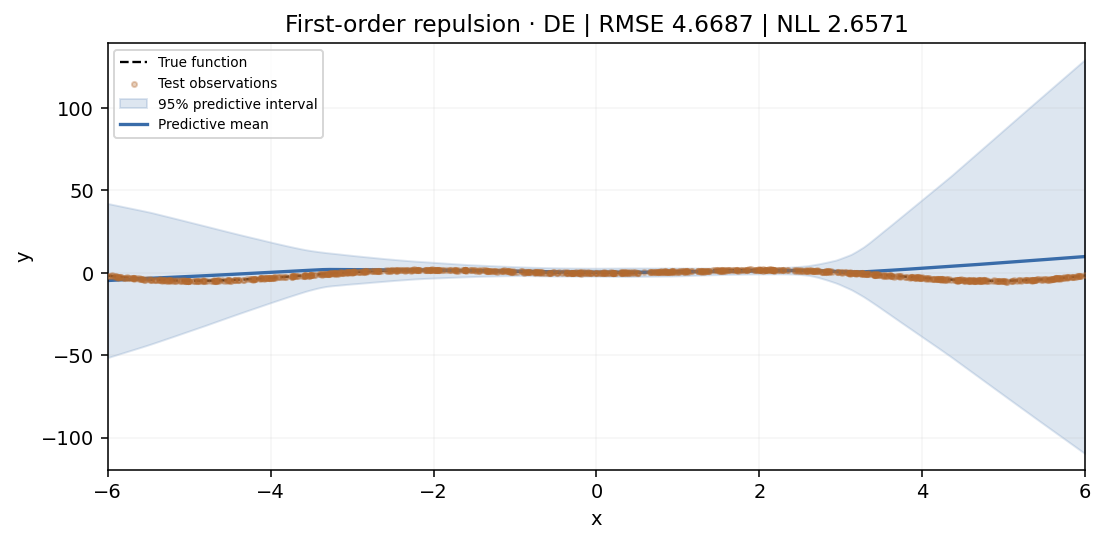 First-order repulsion · DE | RMSE 4.6687 | NLL 2.6571
True function
Test observations
95% predictive interval
Predictive mean
y
100
50
0
−50
−100
−6 −4 −2 0 2 4 6
x